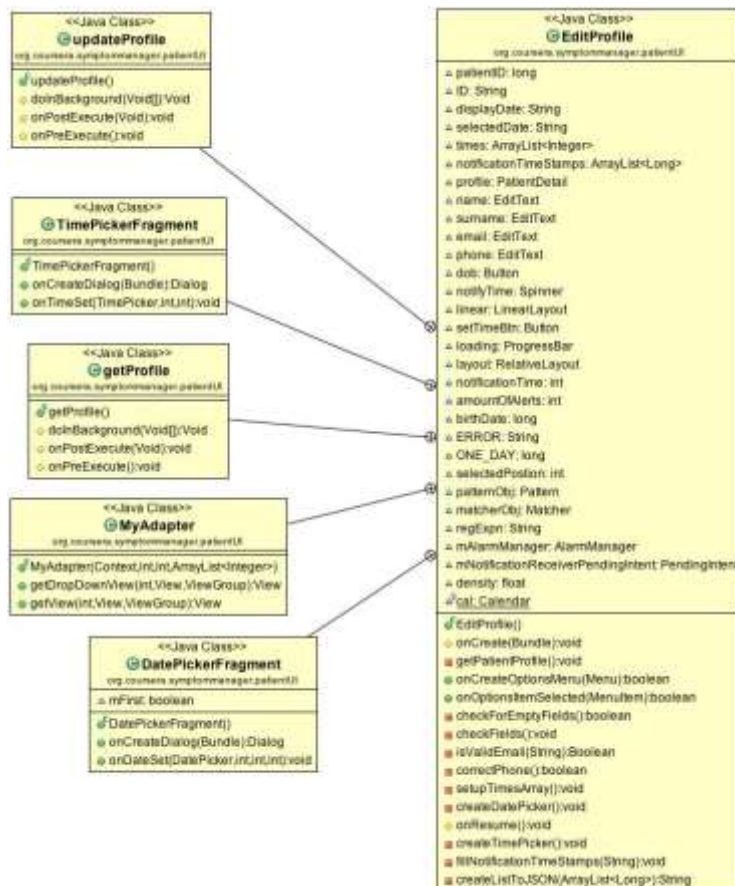 <<Java Class>>
updateProfile
org.coursera.symptommanager.patientUI
updateProfile()
doInBackground(Void[]):Void
onPostExecute(Void):void
onPreExecute():void
<<Java Class>>
TimePickerFragment
org.coursera.symptommanager.patientUI
TimePickerFragment()
onCreateDialog(Bundle):Dialog
onTimeSet(TimePicker,int,int):void
<<Java Class>>
getProfile
org.coursera.symptommanager.patientUI
getProfile()
doInBackground(Void[]):Void
onPostExecute(Void):void
onPreExecute():void
<<Java Class>>
MyAdapter
org.coursera.symptommanager.patientUI
MyAdapter(Context,int,int,ArrayList<Integer>)
getDropDownView(int,View,ViewGroup):View
getView(int,View,ViewGroup):View
<<Java Class>>
DatePickerFragment
org.coursera.symptommanager.patientUI
mFirst: boolean
DatePickerFragment()
onCreateDialog(Bundle):Dialog
onDateSet(DatePicker,int,int,int):void
<<Java Class>>
EditProfile
org.coursera.symptommanager.patientUI
patientID: long
ID: String
displayDate: String
selectedDate: String
times: ArrayList<Integer>
notificationTimeStamps: ArrayList<Long>
profile: PatientDetail
name: EditText
surname: EditText
email: EditText
phone: EditText
dob: Button
notifyTime: Spinner
linear: LinearLayout
setTimeBtn: Button
loading: ProgressBar
layout: RelativeLayout
notificationTime: int
amountOfAlerts: int
birthDate: long
ERROR: String
ONE_DAY: long
selectedPostion: int
patternObj: Pattern
matcherObj: Matcher
regExpn: String
mAlarmManager: AlarmManager
mNotificationReceiverPendingIntent: PendingIntent
density: float
cal: Calendar
EditProfile()
onCreate(Bundle):void
getPatientProfile():void
onCreateOptionsMenu(Menu):boolean
onOptionsItemSelected(MenuItem):boolean
checkForEmptyFields():boolean
checkFields():void
isValidEmail(String):Boolean
correctPhone():boolean
setupTimesArray():void
createDatePicker():void
onResume():void
createTimePicker():void
fillNotificationTimeStamps(String):void
createListToJSON(ArrayList<Long>):String